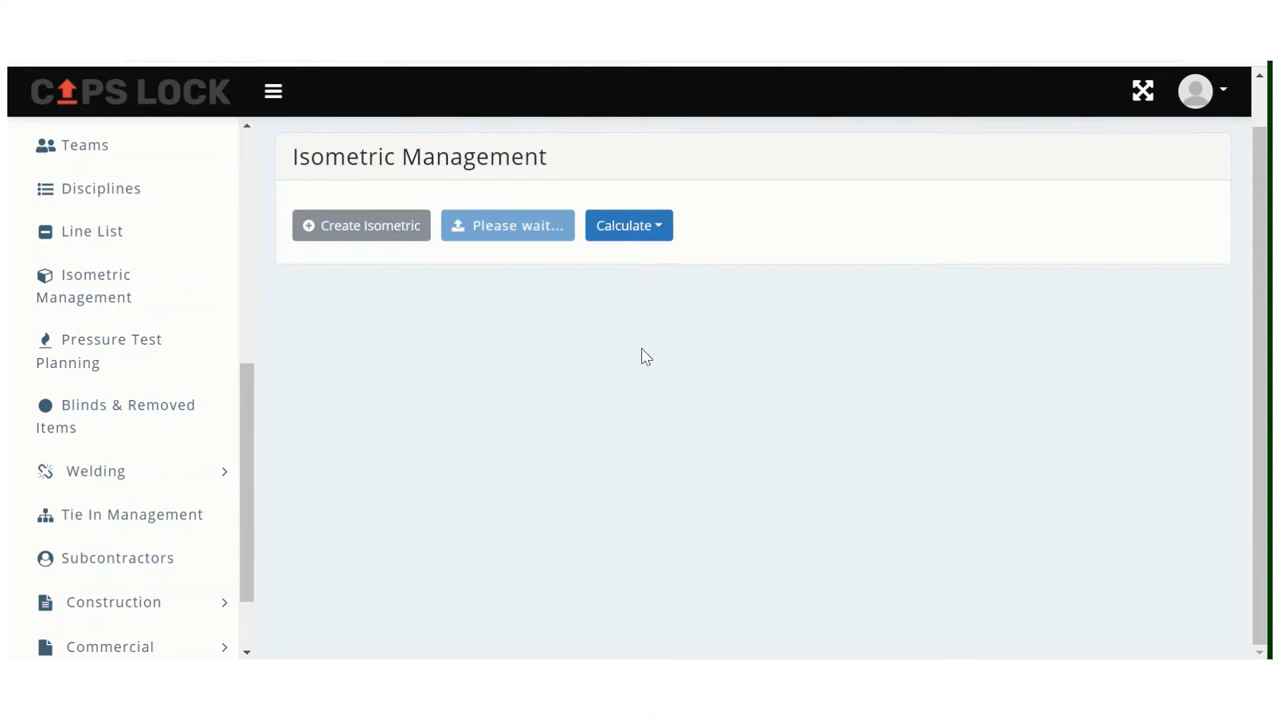 CAPS LOCK
Teams
Disciplines
Line List
Isometric
Management
Pressure Test
Planning
Blinds & Removed
Items
Welding
Tie In Management
Subcontractors
Construction
Commercial
Isometric Management
Create Isometric
Please wait...
Calculate